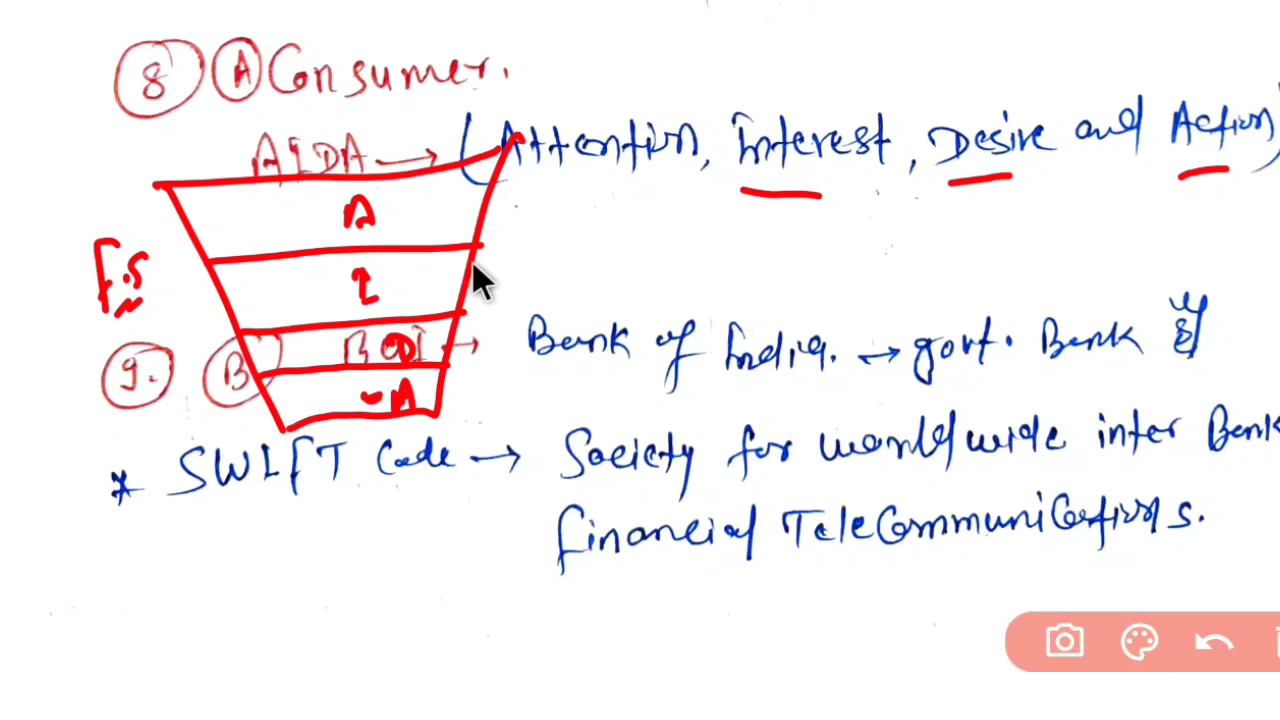 8 A Consumer.
AIDA → (Attention, Interest, Desire and Action)
A
I
D
A
Fig
9. B BOI → Bank of India. → govt. Bank
* SWIFT Code → Society for worldwide inter Bank
financial TeleCommunications.